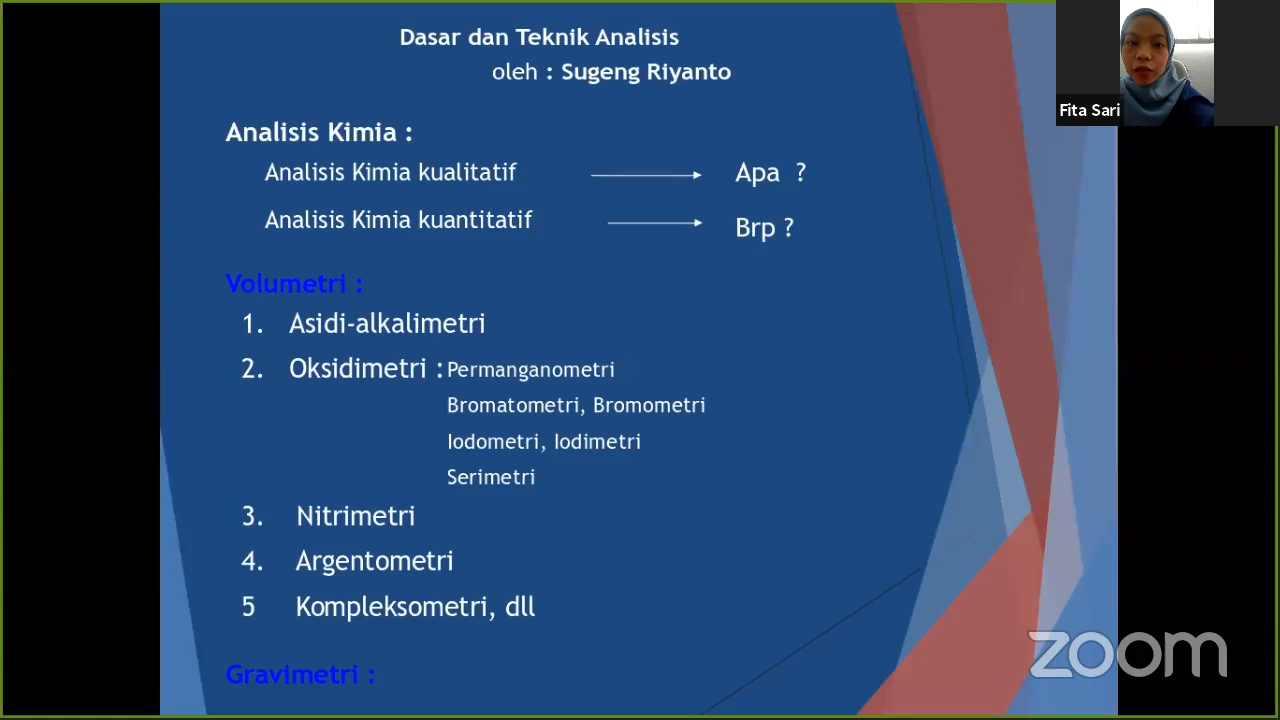 Dasar dan Teknik Analisis
oleh : Sugeng Riyanto
Fita Sari
Analisis Kimia :
Analisis Kimia kualitatif Apa ?
Analisis Kimia kuantitatif Brp ?
Volumetri :
1. Asidi-alkalimetri
2. Oksidimetri : Permanganometri
Bromatometri, Bromometri
Iodometri, Iodimetri
Serimetri
3. Nitrimetri
4. Argentometri
5 Kompleksometri, dll
Gravimetri :
zoom